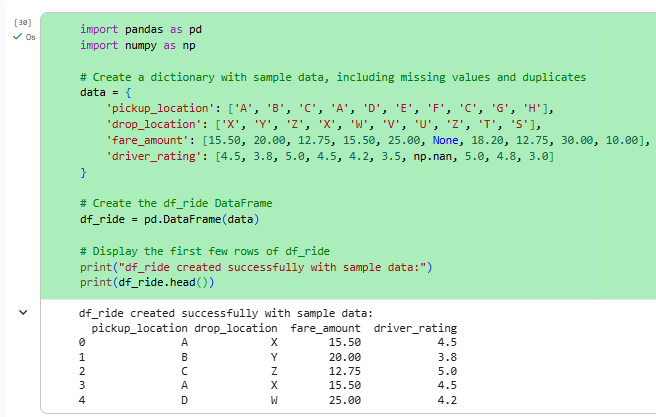 [30]
0s
import pandas as pd
import numpy as np
# Create a dictionary with sample data, including missing values and duplicates
data = {
    'pickup_location': ['A', 'B', 'C', 'A', 'D', 'E', 'F', 'C', 'G', 'H'],
    'drop_location': ['X', 'Y', 'Z', 'X', 'W', 'V', 'U', 'Z', 'T', 'S'],
    'fare_amount': [15.50, 20.00, 12.75, 15.50, 25.00, None, 18.20, 12.75, 30.00, 10.00],
    'driver_rating': [4.5, 3.8, 5.0, 4.5, 4.2, 3.5, np.nan, 5.0, 4.8, 3.0]
}
# Create the df_ride DataFrame
df_ride = pd.DataFrame(data)
# Display the first few rows of df_ride
print("df_ride created successfully with sample data:")
print(df_ride.head())
df_ride created successfully with sample data:
  pickup_location drop_location  fare_amount  driver_rating
0               A             X        15.50            4.5
1               B             Y        20.00            3.8
2               C             Z        12.75            5.0
3               A             X        15.50            4.5
4               D             W        25.00            4.2